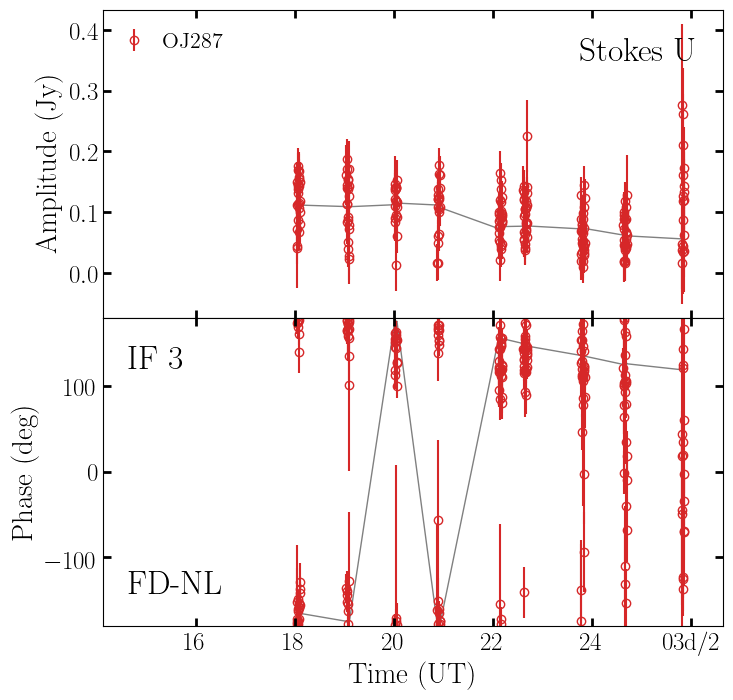 0.4
OJ287
Stokes U
0.3
0.2
0.1
0.0
Amplitude (Jy)
IF 3
100
0
−100
Phase (deg)
FD-NL
16 18 20 22 24 03d/2
Time (UT)